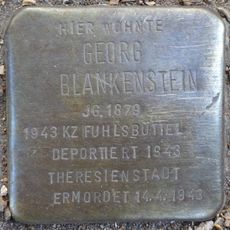 HIER WOHNTE
GEORG
BLANKENSTEIN
JG. 1879
1943 KZ FUHLSBÜTTEL
DEPORTIERT 1943
THERESIENSTADT
ERMORDET 14.4.1943